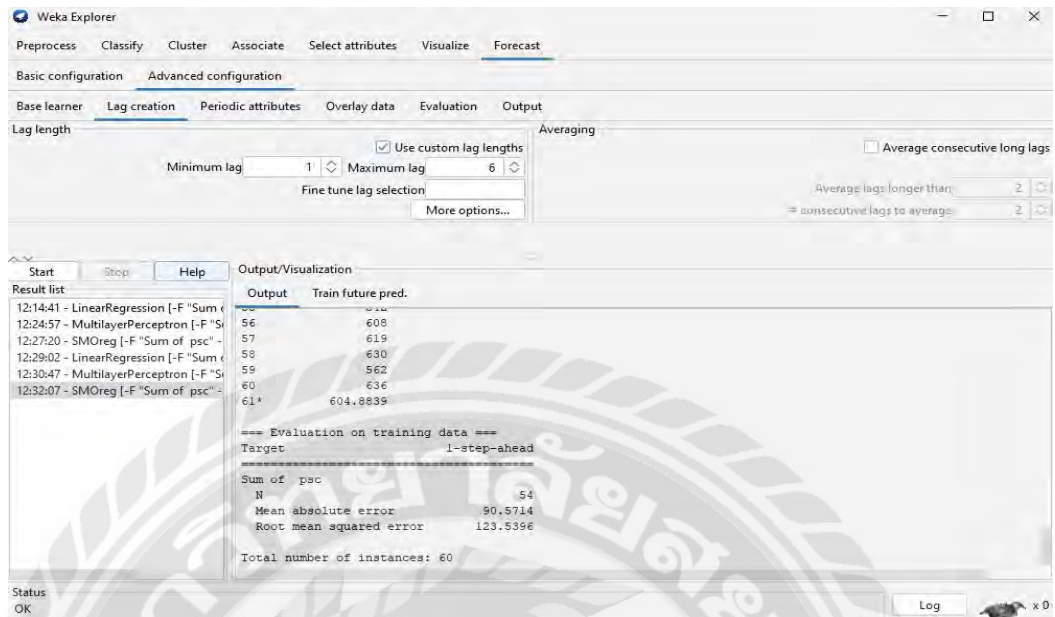 Weka Explorer
Preprocess Classify Cluster Associate Select attributes Visualize Forecast
Basic configuration Advanced configuration
Base learner Lag creation Periodic attributes Overlay data Evaluation Output
Lag length
Use custom lag lengths
Minimum lag 1 Maximum lag 6
Fine tune lag selection
More options...
Averaging
Average consecutive long lags
Average lags longer than 2
# consecutive lags to average 2
Start Stop Help
Result list
12:14:41 - LinearRegression [-F "Sum
12:24:57 - MultilayerPerceptron [-F "S
12:27:20 - SMOreg [-F "Sum of psc" -
12:29:02 - LinearRegression [-F "Sum
12:30:47 - MultilayerPerceptron [-F "S
12:32:07 - SMOreg [-F "Sum of psc" -
Output/Visualization
Output Train future pred.
56 608
57 619
58 630
59 562
60 636
61* 604.8839
=== Evaluation on training data ===
Target 1-step-ahead
======================================
Sum of psc
N 54
Mean absolute error 90.5714
Root mean squared error 123.5396
Total number of instances: 60
Status
OK
Log x 0